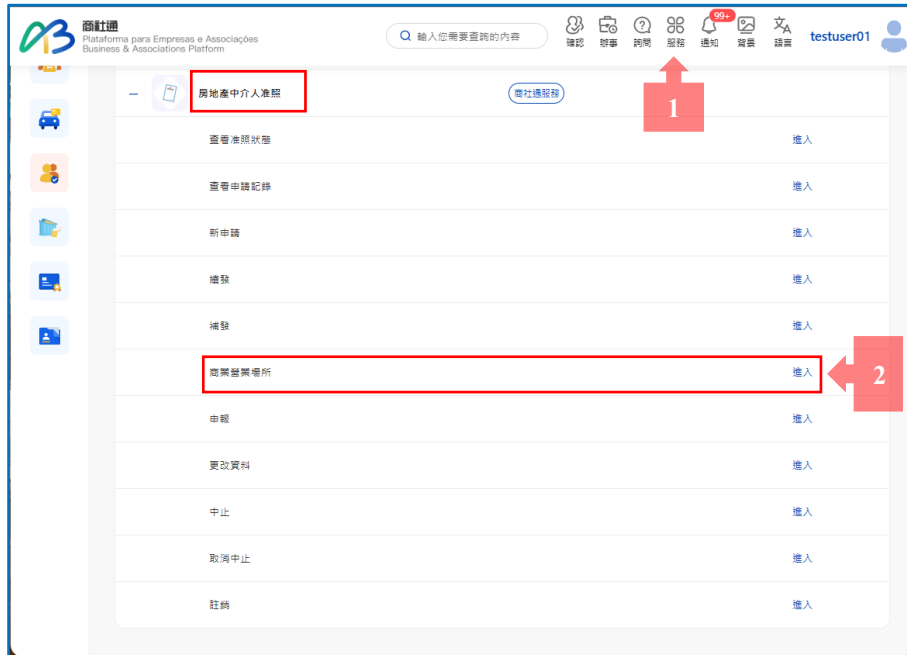 商社通
Plataforma para Empresas e Associações
Business & Associations Platform
輸入您需要查詢的內容
確認
辦事
詢問
服務
99+
通知
背景
語言
testuser01
1
房地產中介人准照
商社通服務
查看准照狀態
進入
查看申請記錄
進入
新申請
進入
續發
進入
補發
進入
商業營業場所
進入
2
申報
進入
更改資料
進入
中止
進入
取消中止
進入
註銷
進入